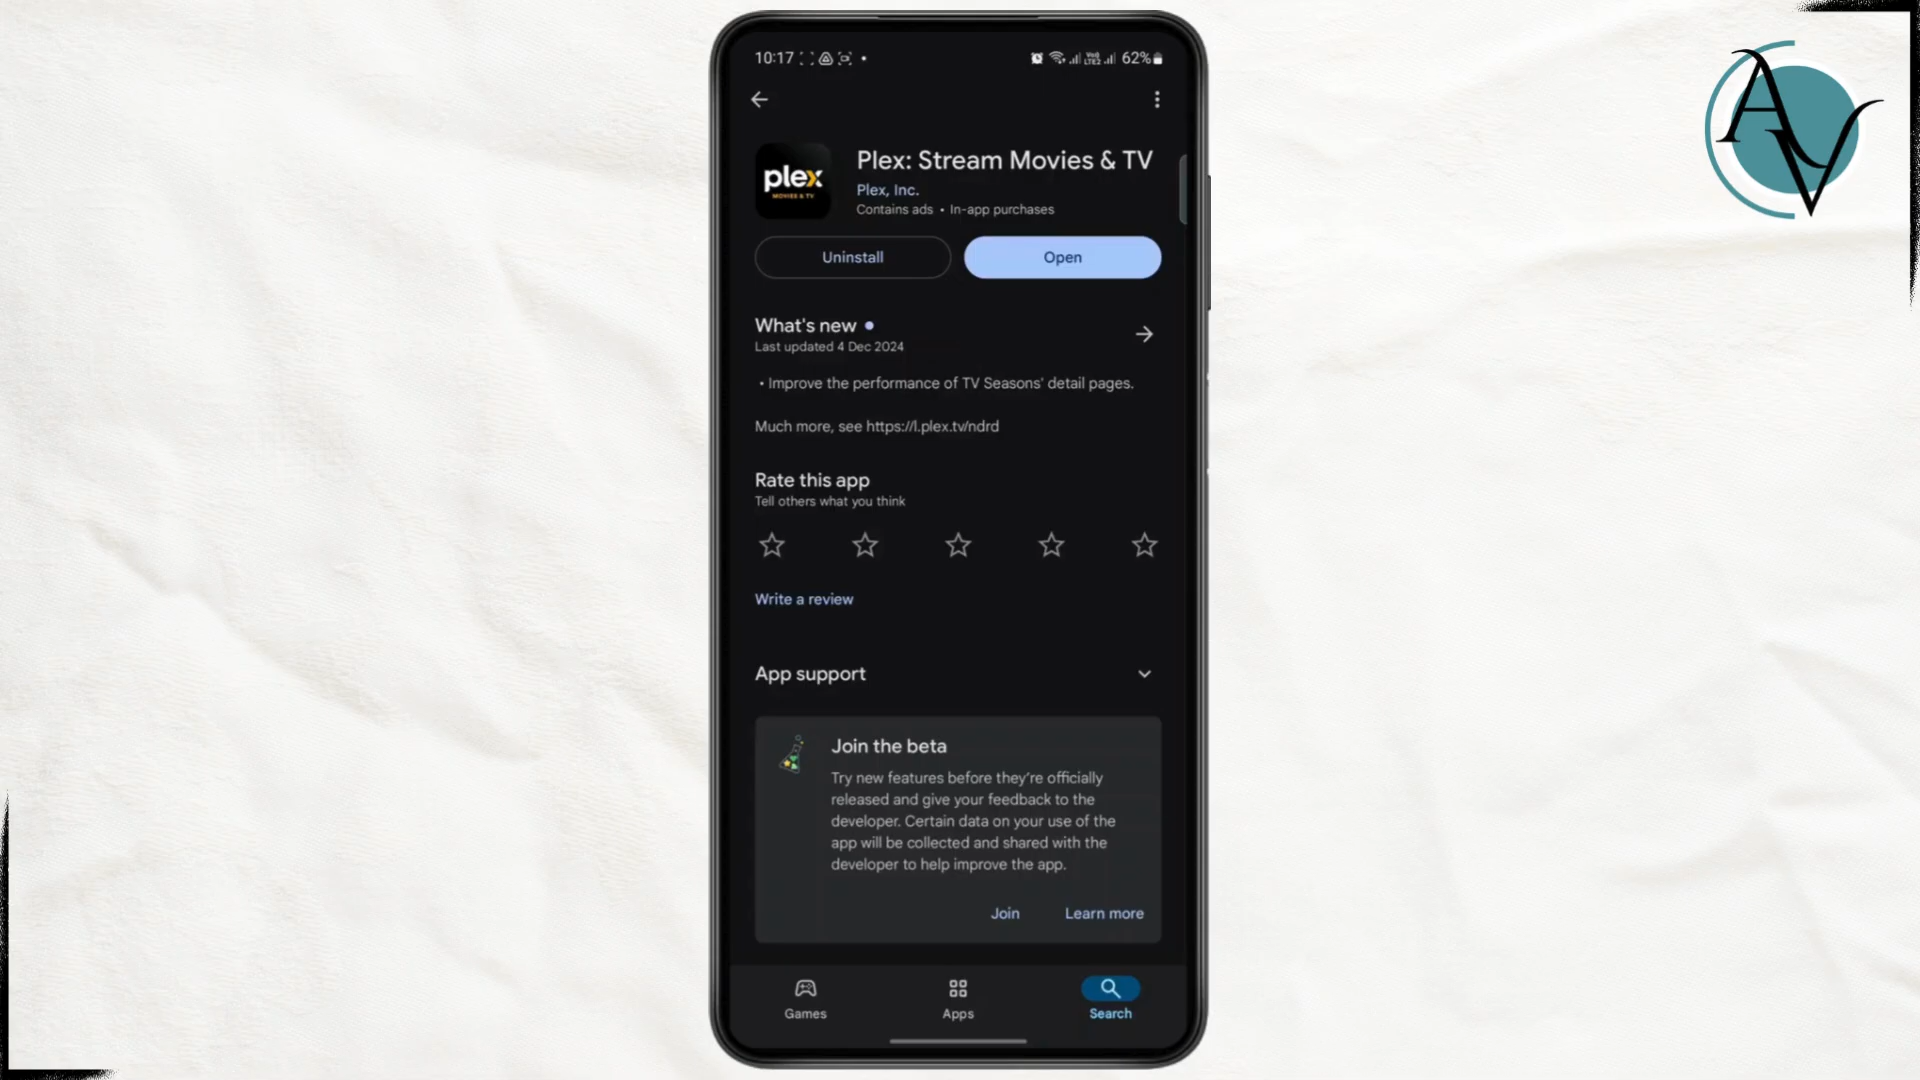 10:17
Vo))
LTE2
62%
plex
MOVIES & TV
Plex: Stream Movies & TV
Plex, Inc.
Contains ads • In-app purchases
Uninstall
Open
What's new •
Last updated 4 Dec 2024
• Improve the performance of TV Seasons' detail pages.
Much more, see https://l.plex.tv/ndrd
Rate this app
Tell others what you think
Write a review
App support
Join the beta
Try new features before they're officially
released and give your feedback to the
developer. Certain data on your use of the
app will be collected and shared with the
developer to help improve the app.
Join
Learn more
Games
Apps
Search
AV